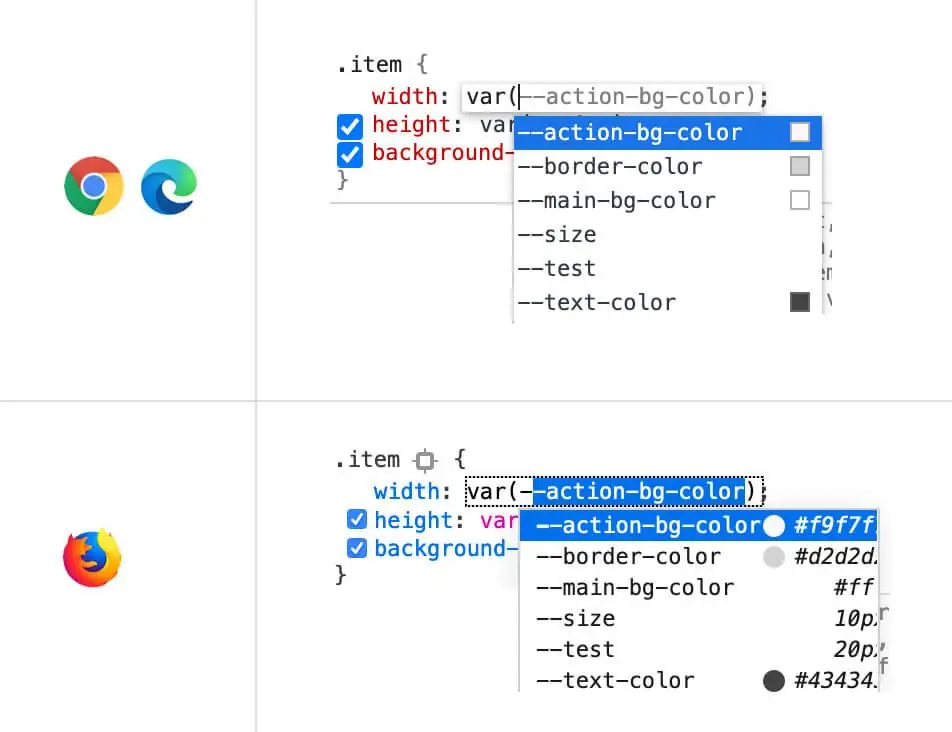 .item {
width: var(--action-bg-color);
height: var
background-
}
--action-bg-color
--border-color
--main-bg-color
--size
--test
--text-color
.item {
width: var(--action-bg-color);
height: var
background-
}
--action-bg-color #f9f7f
--border-color #d2d2d
--main-bg-color #ff
--size 10px
--test 20px
--text-color #43434